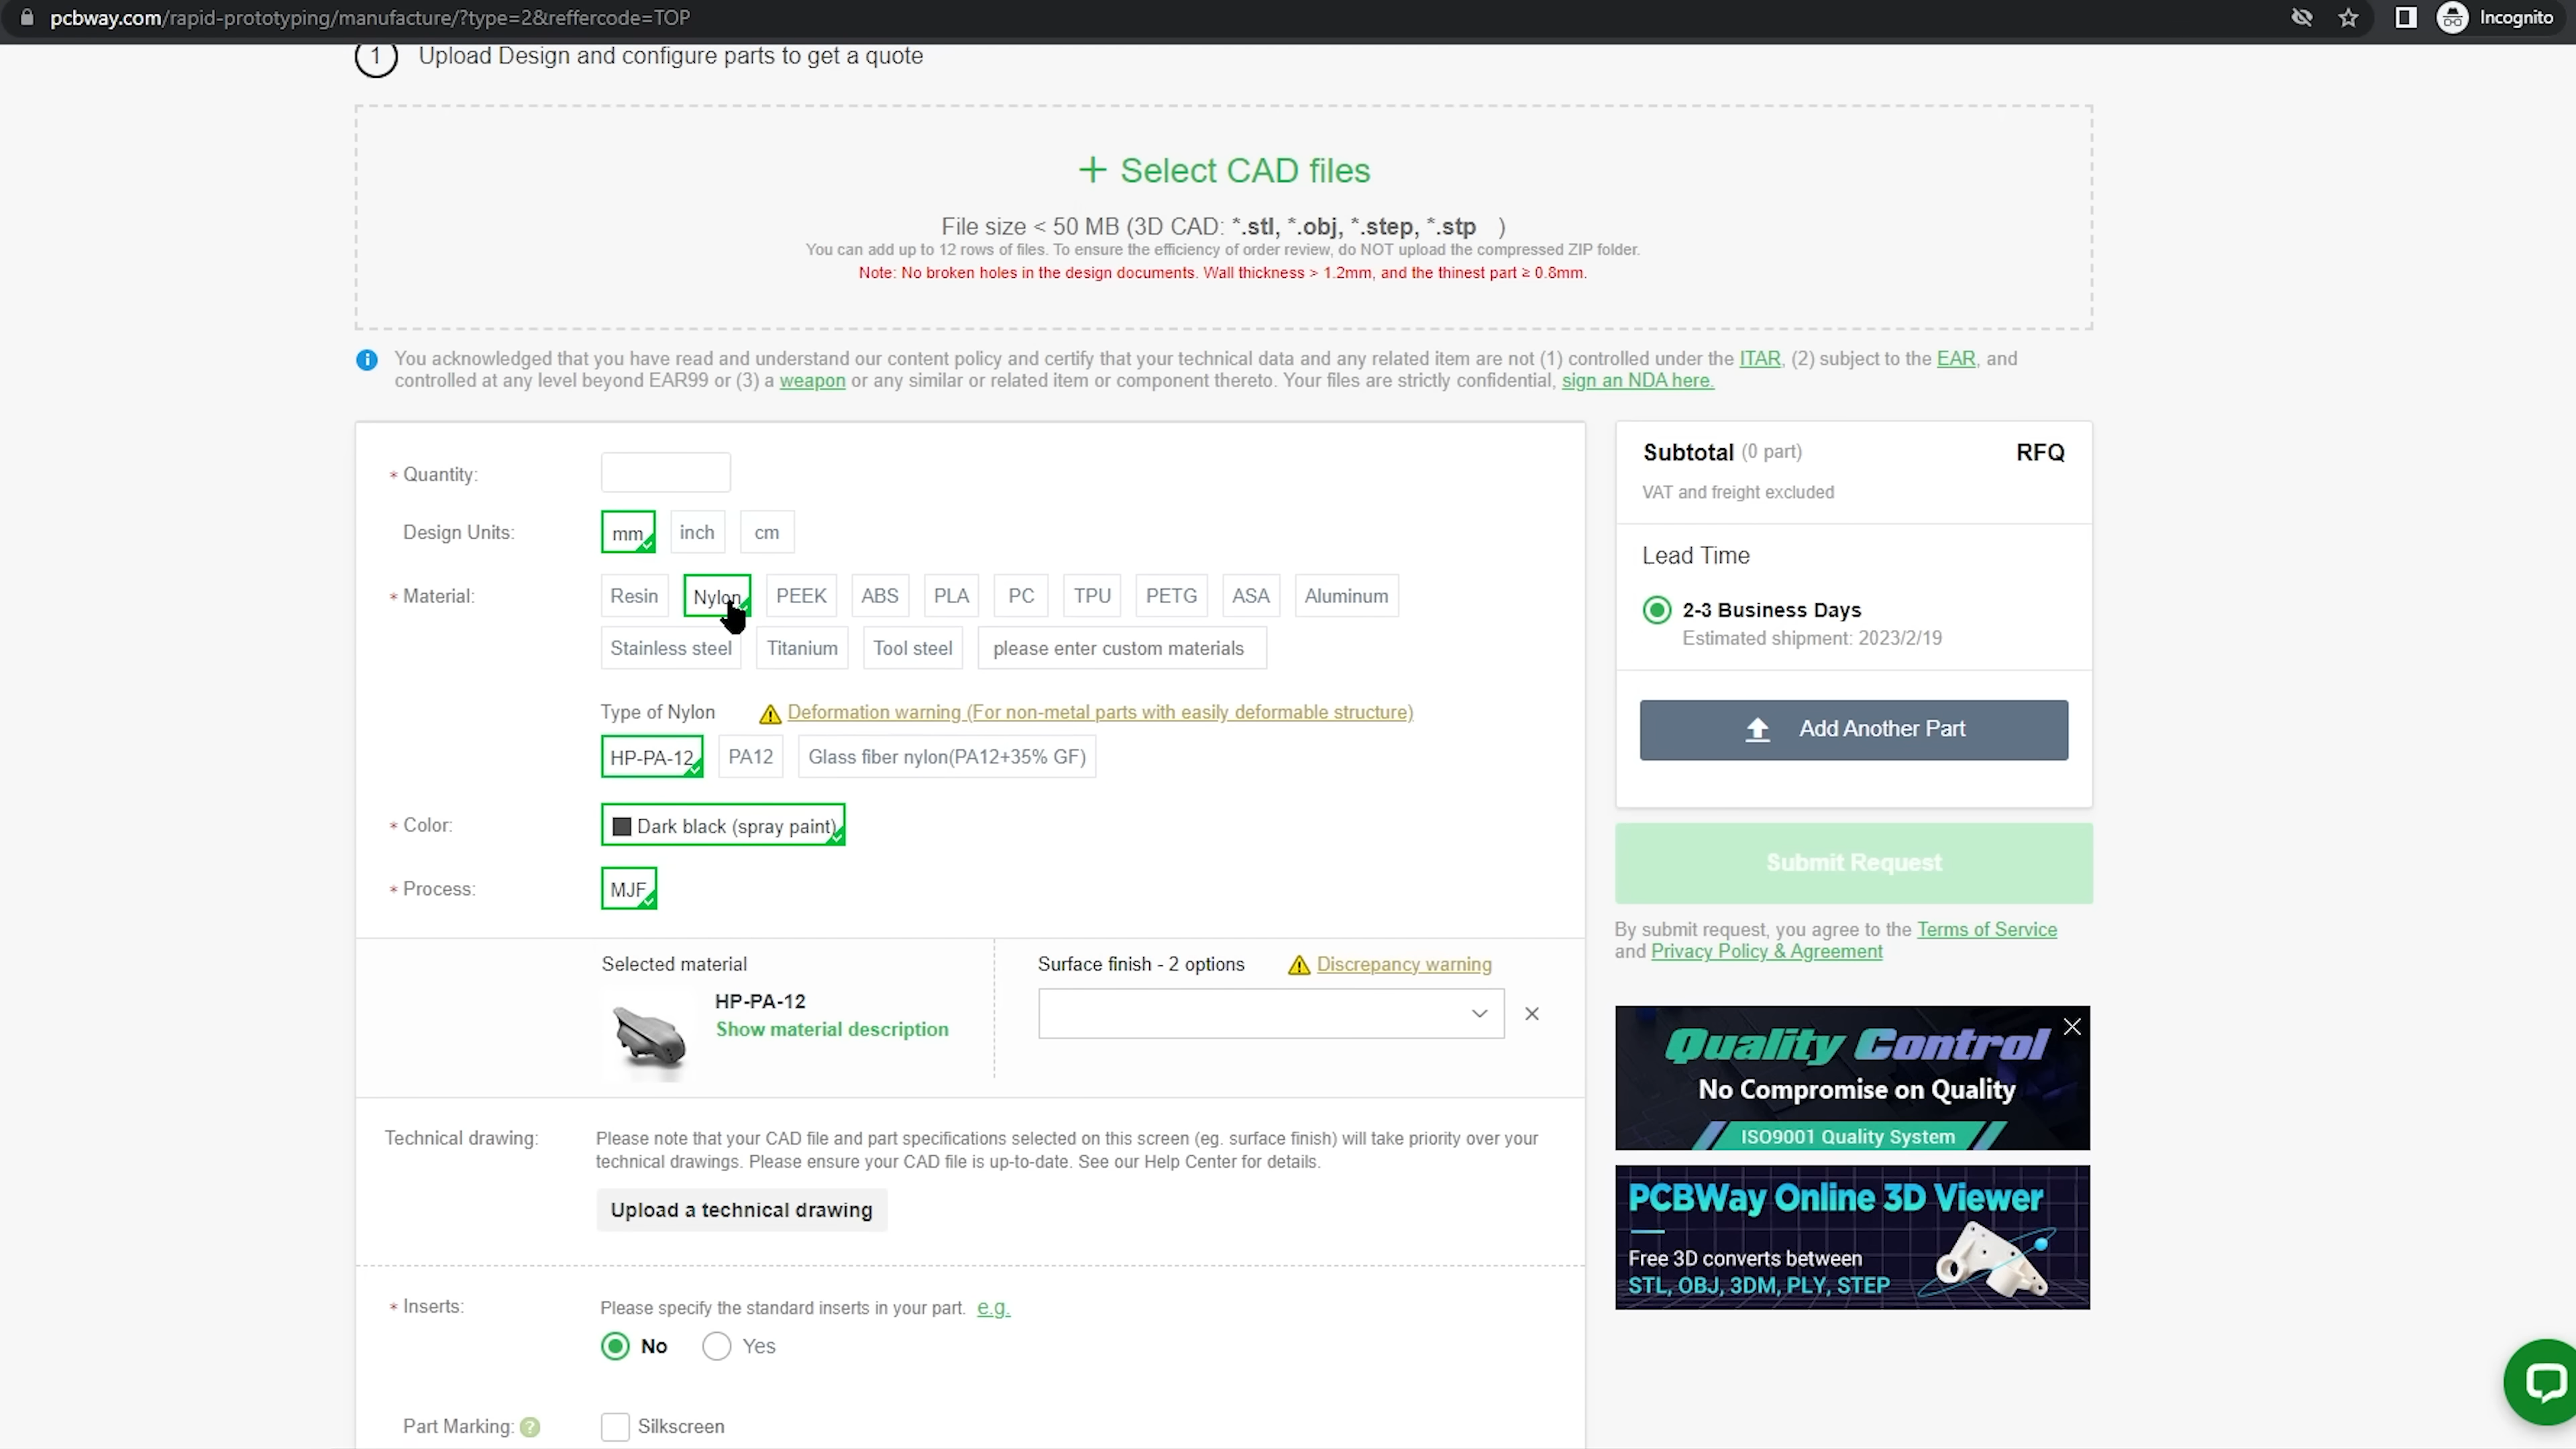 pcbway.com/rapid-prototyping/manufacture/?type=2&reffercode=TOP
Incognito
1 Upload Design and configure parts to get a quote
+ Select CAD files
File size < 50 MB (3D CAD: *.stl, *.obj, *.step, *.stp )
You can add up to 12 rows of files. To ensure the efficiency of order review, do NOT upload the compressed ZIP folder.
Note: No broken holes in the design documents. Wall thickness > 1.2mm, and the thinest part ≥ 0.8mm.
You acknowledged that you have read and understand our content policy and certify that your technical data and any related item are not (1) controlled under the ITAR, (2) subject to the EAR, and
controlled at any level beyond EAR99 or (3) a weapon or any similar or related item or component thereto. Your files are strictly confidential, sign an NDA here.
* Quantity:
Design Units: mm inch cm
* Material: Resin Nylon PEEK ABS PLA PC TPU PETG ASA Aluminum
Stainless steel Titanium Tool steel please enter custom materials
Type of Nylon Deformation warning (For non-metal parts with easily deformable structure)
HP-PA-12 PA12 Glass fiber nylon(PA12+35% GF)
* Color: Dark black (spray paint)
* Process: MJF
Selected material
HP-PA-12
Show material description
Surface finish - 2 options Discrepancy warning
Technical drawing: Please note that your CAD file and part specifications selected on this screen (eg. surface finish) will take priority over your
technical drawings. Please ensure your CAD file is up-to-date. See our Help Center for details.
Upload a technical drawing
* Inserts: Please specify the standard inserts in your part. e.g.
No Yes
Part Marking: ? Silkscreen
Subtotal (0 part) RFQ
VAT and freight excluded
Lead Time
2-3 Business Days
Estimated shipment: 2023/2/19
Add Another Part
Submit Request
By submit request, you agree to the Terms of Service
and Privacy Policy & Agreement
Quality Control
No Compromise on Quality
ISO9001 Quality System
PCBWay Online 3D Viewer
Free 3D converts between
STL, OBJ, 3DM, PLY, STEP